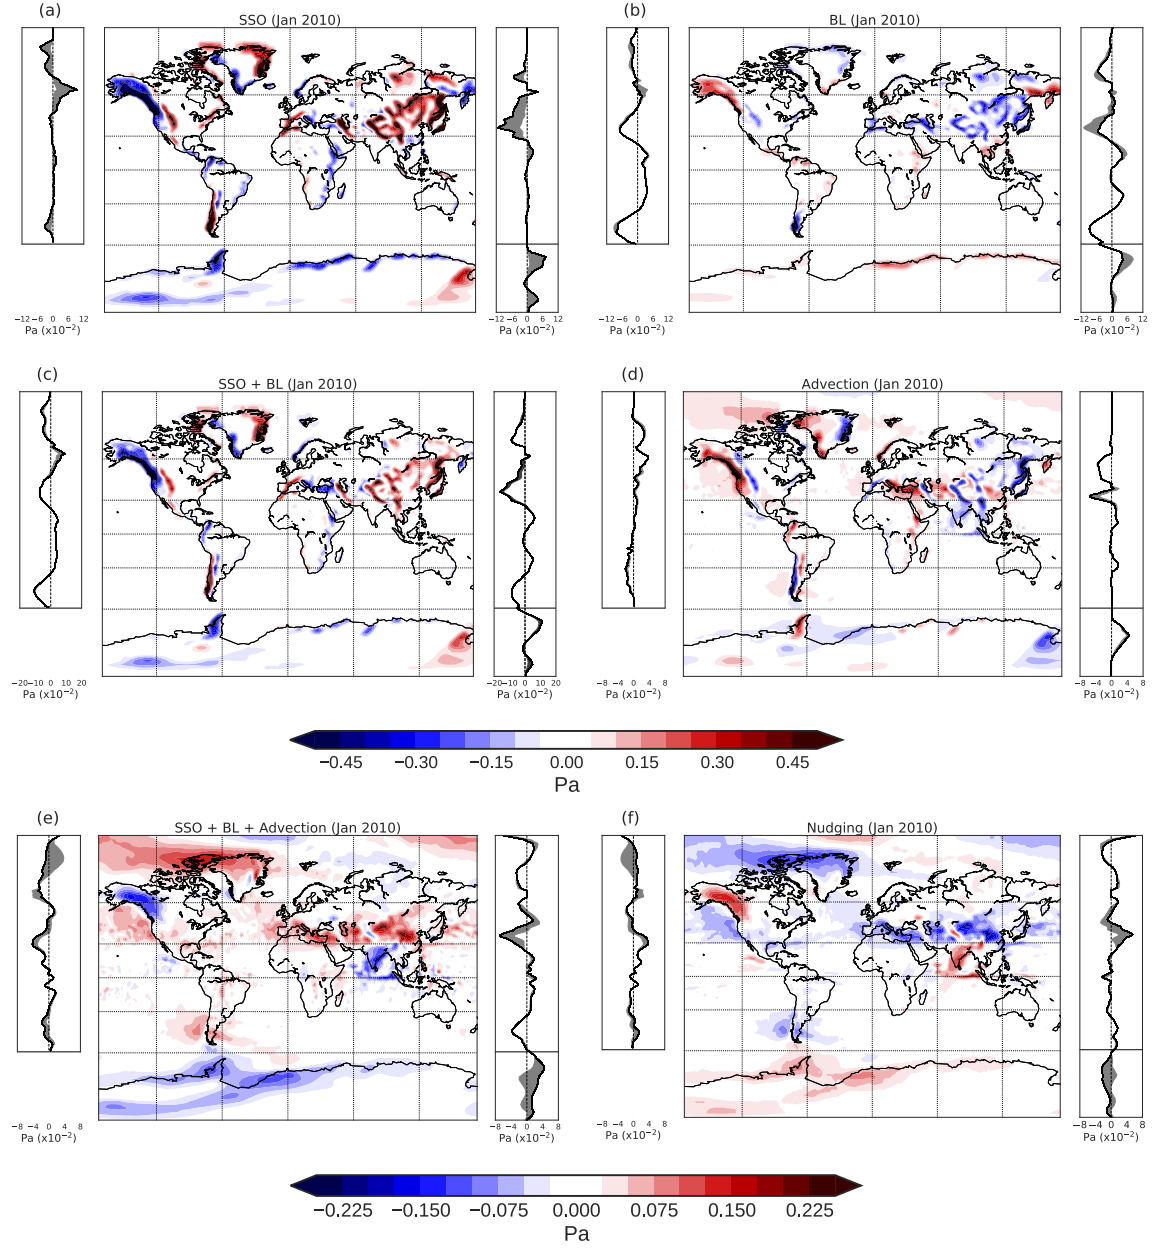 (a)
SSO (Jan 2010)
(b)
BL (Jan 2010)
−12−6 0 6 12
Pa (x10⁻²)
−12−6 0 6 12
Pa (x10⁻²)
−12−6 0 6 12
Pa (x10⁻²)
−12−6 0 6 12
Pa (x10⁻²)
(c)
SSO + BL (Jan 2010)
(d)
Advection (Jan 2010)
−20−10 0 10 20
Pa (x10⁻²)
−20−10 0 10 20
Pa (x10⁻²)
−8 −4 0 4 8
Pa (x10⁻²)
−8 −4 0 4 8
Pa (x10⁻²)
−0.45 −0.30 −0.15 0.00 0.15 0.30 0.45
Pa
(e)
SSO + BL + Advection (Jan 2010)
(f)
Nudging (Jan 2010)
−8 −4 0 4 8
Pa (x10⁻²)
−8 −4 0 4 8
Pa (x10⁻²)
−8 −4 0 4 8
Pa (x10⁻²)
−8 −4 0 4 8
Pa (x10⁻²)
−0.225 −0.150 −0.075 0.000 0.075 0.150 0.225
Pa